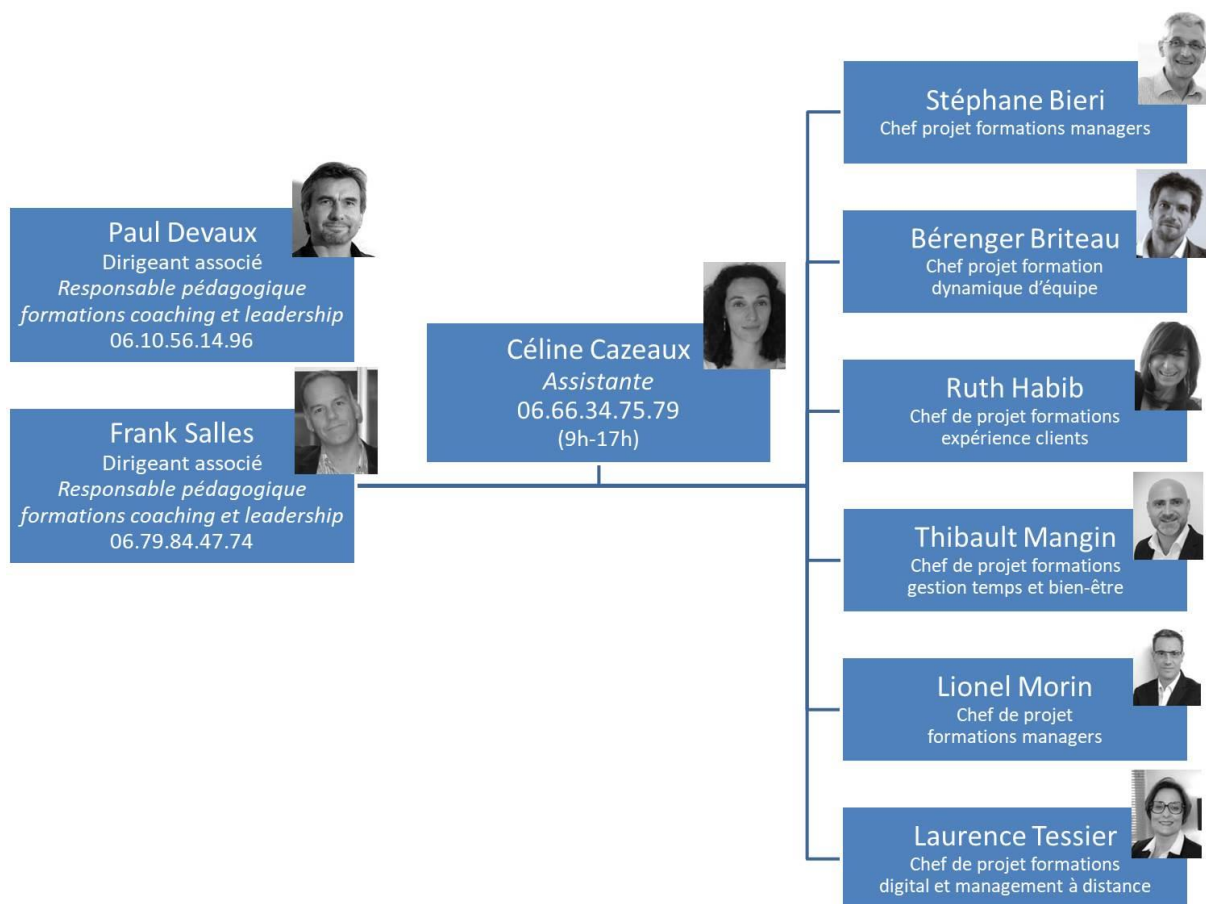 Paul Devaux
Dirigeant associé
Responsable pédagogique
formations coaching et leadership
06.10.56.14.96
Frank Salles
Dirigeant associé
Responsable pédagogique
formations coaching et leadership
06.79.84.47.74
Céline Cazeaux
Assistante
06.66.34.75.79
(9h-17h)
Stéphane Bieri
Chef projet formations managers
Bérenger Briteau
Chef projet formation
dynamique d'équipe
Ruth Habib
Chef de projet formations
expérience clients
Thibault Mangin
Chef de projet formations
gestion temps et bien-être
Lionel Morin
Chef de projet
formations managers
Laurence Tessier
Chef de projet formations
digital et management à distance